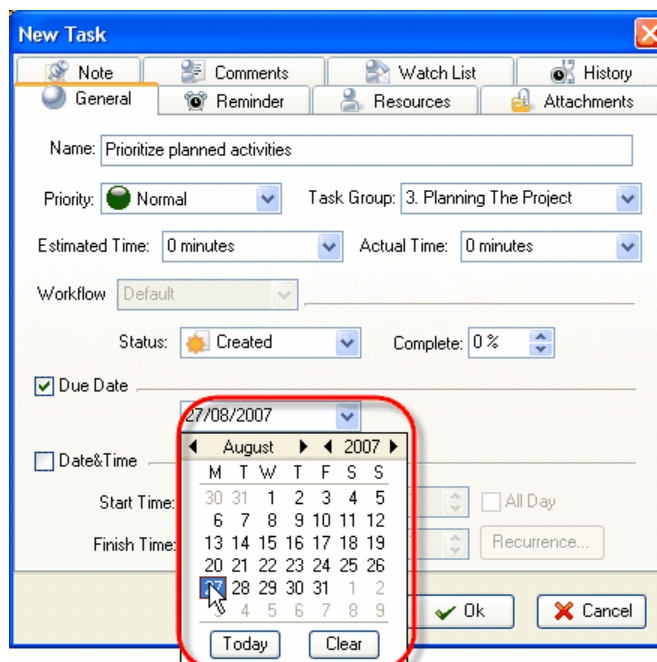 New Task
Note Comments Watch List History
General Reminder Resources Attachments
Name: Prioritize planned activities
Priority: Normal Task Group: 3. Planning The Project
Estimated Time: 0 minutes Actual Time: 0 minutes
Workflow Default
Status: Created Complete: 0 %
Due Date
27/08/2007
August 2007
Date&Time
M T W T F S S
30 31 1 2 3 4 5
Start Time: All Day
6 7 8 9 10 11 12
13 14 15 16 17 18 19
Finish Time: Recurrence...
20 21 22 23 24 25 26
27 28 29 30 31 1 2
3 4 5 6 7 8 9
Ok Cancel
Today Clear